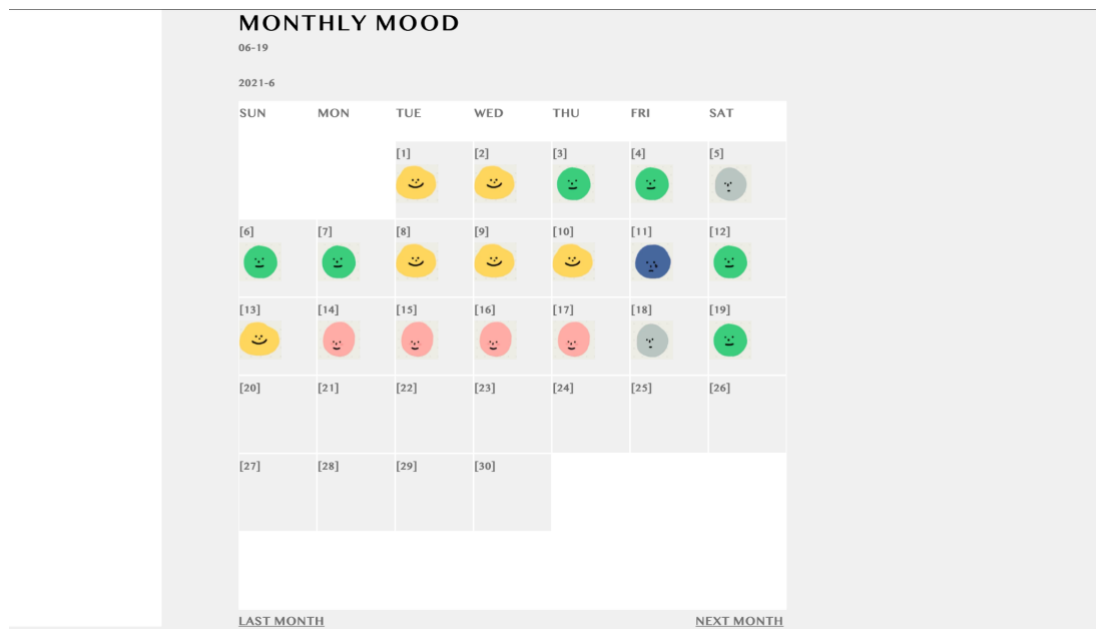 MONTHLY MOOD
06-19
2021-6
SUN MON TUE WED THU FRI SAT
[1] [2] [3] [4] [5]
[6] [7] [8] [9] [10] [11] [12]
[13] [14] [15] [16] [17] [18] [19]
[20] [21] [22] [23] [24] [25] [26]
[27] [28] [29] [30]
LAST MONTH NEXT MONTH